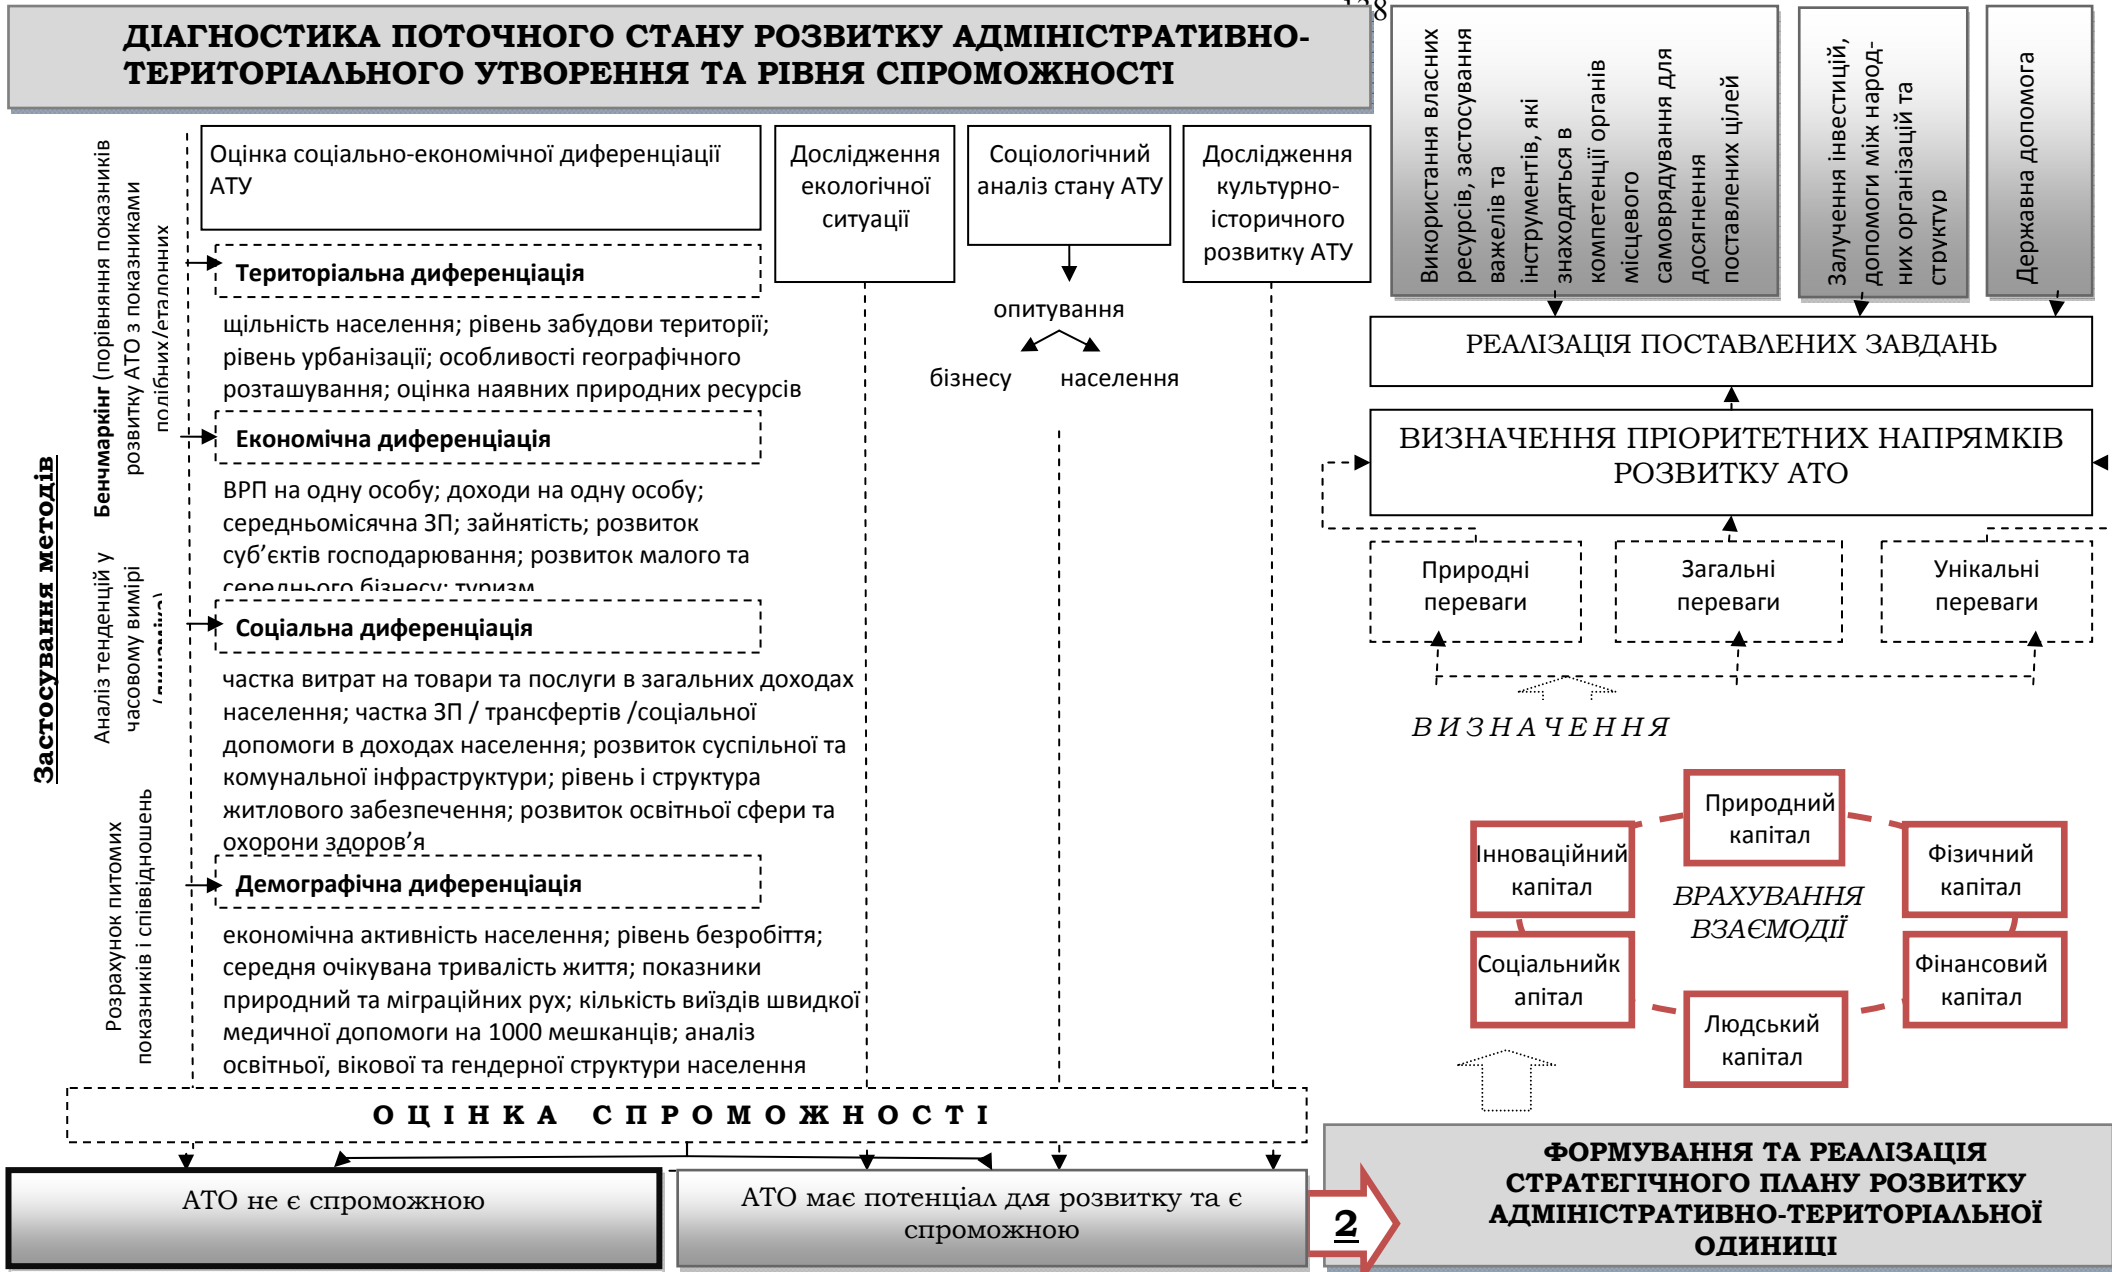 138
ДІАГНОСТИКА ПОТОЧНОГО СТАНУ РОЗВИТКУ АДМІНІСТРАТИВНО-
ТЕРИТОРІАЛЬНОГО УТВОРЕННЯ ТА РІВНЯ СПРОМОЖНОСТІ
Застосування методів
Бенчмаркінг (порівняння показників
розвитку АТО з показниками
подібних/еталонних
Аналіз тенденцій у
часовому вимірі
(динаміка)
Розрахунок питомих
показників і співвідношень
Оцінка соціально-економічної диференціації
АТУ
Територіальна диференціація
щільність населення; рівень забудови території;
рівень урбанізації; особливості географічного
розташування; оцінка наявних природних ресурсів
Економічна диференціація
ВРП на одну особу; доходи на одну особу;
середньомісячна ЗП; зайнятість; розвиток
суб’єктів господарювання; розвиток малого та
середнього бізнесу; туризм
Соціальна диференціація
частка витрат на товари та послуги в загальних доходах
населення; частка ЗП / трансфертів /соціальної
допомоги в доходах населення; розвиток суспільної та
комунальної інфраструктури; рівень і структура
житлового забезпечення; розвиток освітньої сфери та
охорони здоров’я
Демографічна диференціація
економічна активність населення; рівень безробіття;
середня очікувана тривалість життя; показники
природний та міграційних рух; кількість виїздів швидкої
медичної допомоги на 1000 мешканців; аналіз
освітньої, вікової та гендерної структури населення
Дослідження
екологічної
ситуації
Соціологічний
аналіз стану АТУ
опитування
бізнесу
населення
Дослідження
культурно-
історичного
розвитку АТУ
ОЦІНКА СПРОМОЖНОСТІ
АТО не є спроможною
АТО має потенціал для розвитку та є
спроможною
2
Використання власних
ресурсів, застосування
важелів та
інструментів, які
знаходяться в
компетенції органів
місцевого
самоврядування для
досягнення
поставлених цілей
Залучення інвестицій,
допомоги між народ-
них організацій та
структур
Державна допомога
РЕАЛІЗАЦІЯ ПОСТАВЛЕНИХ ЗАВДАНЬ
ВИЗНАЧЕННЯ ПРІОРИТЕТНИХ НАПРЯМКІВ
РОЗВИТКУ АТО
Природні
переваги
Загальні
переваги
Унікальні
переваги
ВИЗНАЧЕННЯ
Природний
капітал
Інноваційний
капітал
Фізичний
капітал
ВРАХУВАННЯ
ВЗАЄМОДІЇ
Соціальнийк
апітал
Фінансовий
капітал
Людський
капітал
ФОРМУВАННЯ ТА РЕАЛІЗАЦІЯ
СТРАТЕГІЧНОГО ПЛАНУ РОЗВИТКУ
АДМІНІСТРАТИВНО-ТЕРИТОРІАЛЬНОЇ
ОДИНИЦІ